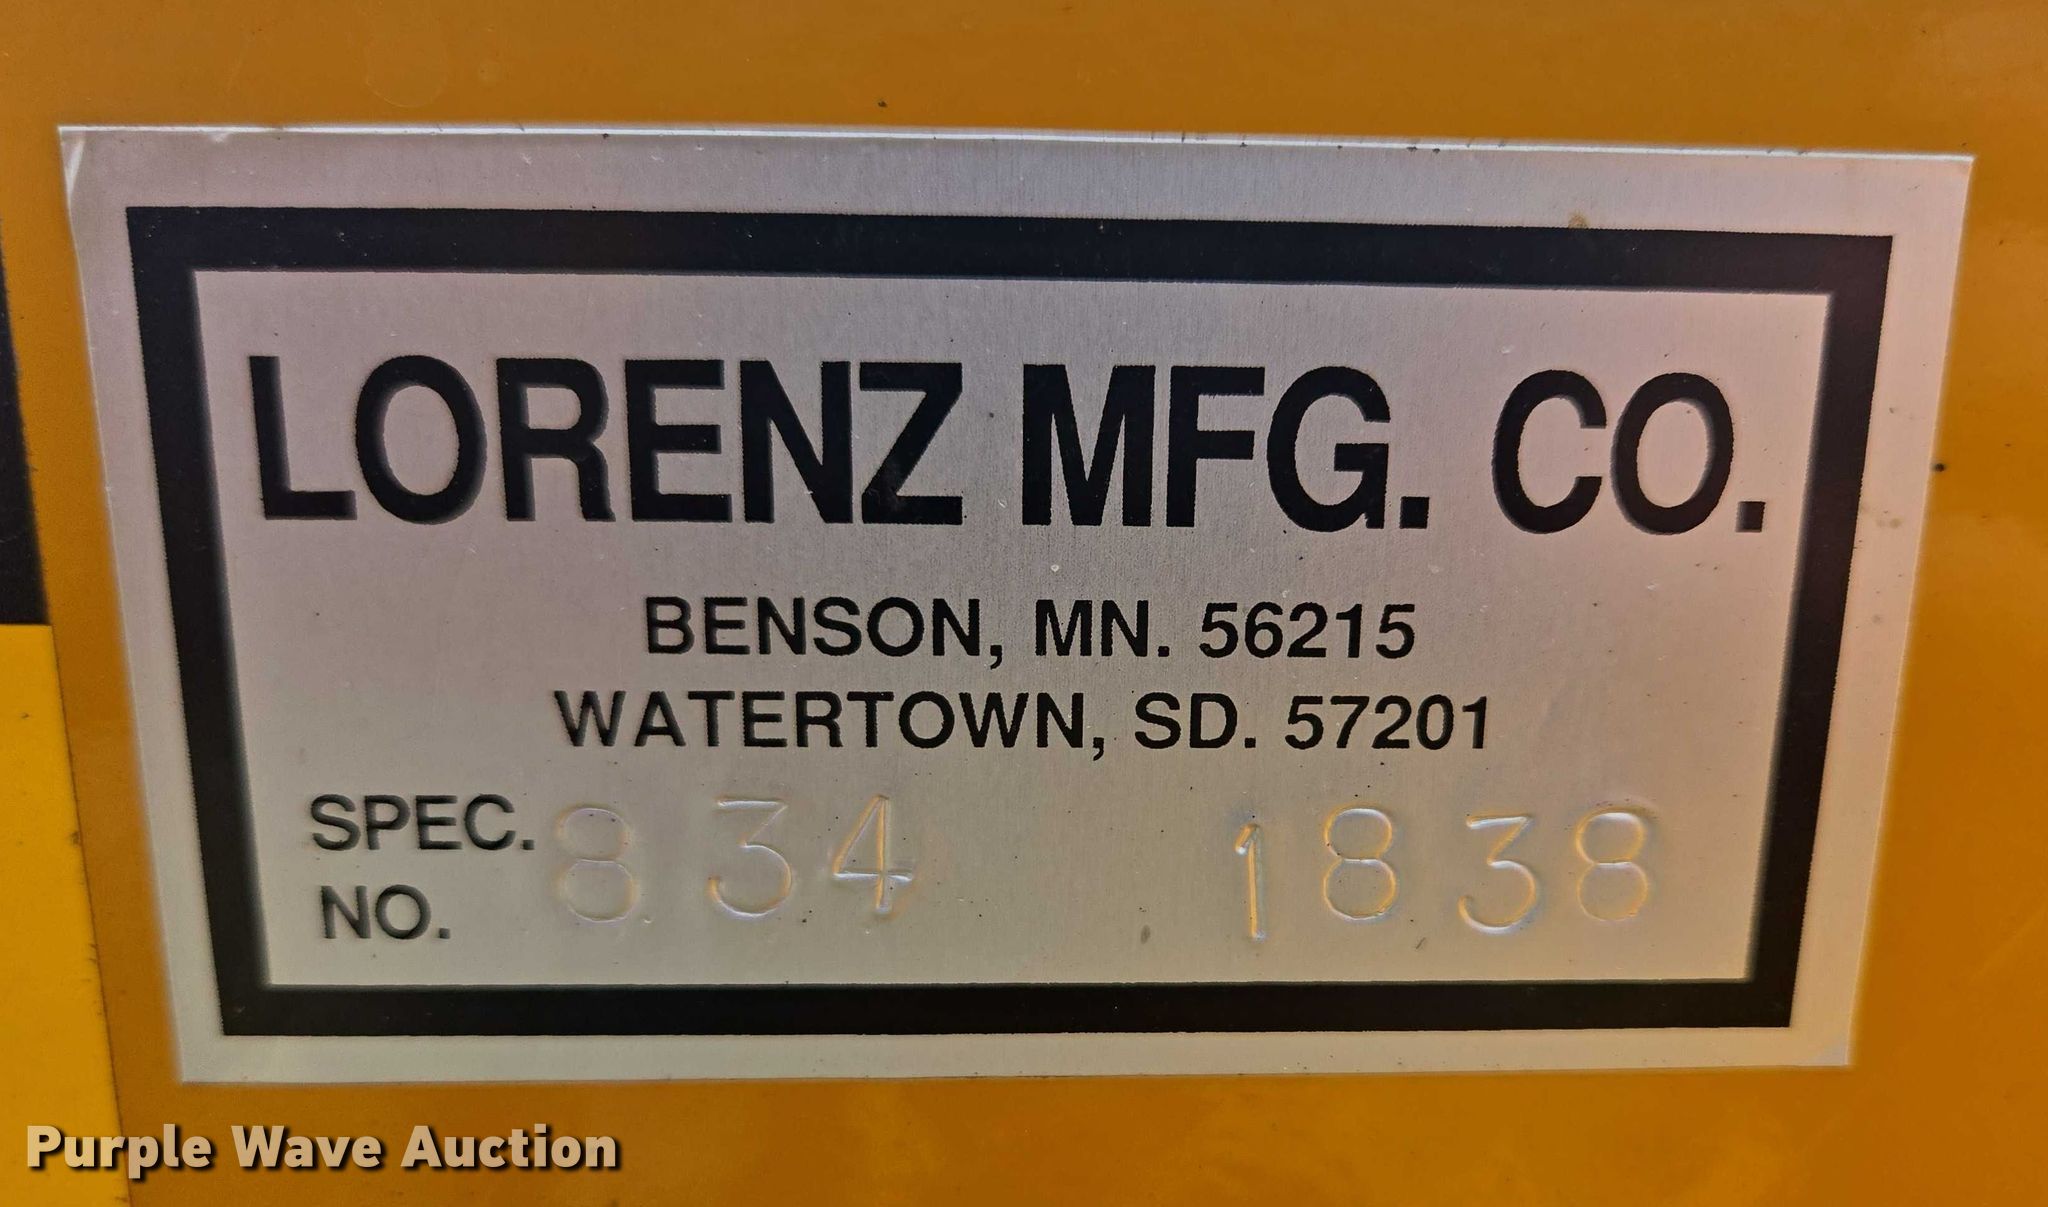 LORENZ MFG. CO.
BENSON, MN. 56215
WATERTOWN, SD. 57201
SPEC. NO. 834 1838
Purple Wave Auction